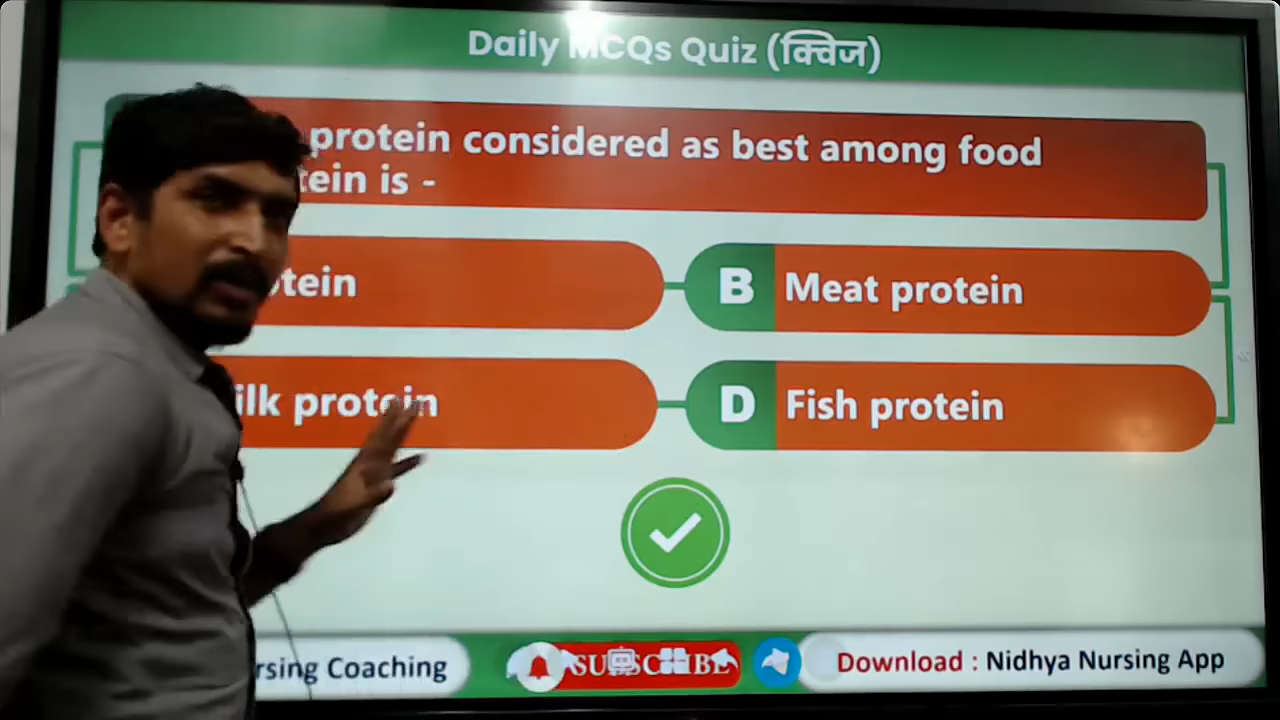 Daily MCQs Quiz (क्विज)
protein considered as best among food
tein is -
tein
B Meat protein
ilk protein
D Fish protein
rsing Coaching
SUBSCRIBE
Download : Nidhya Nursing App